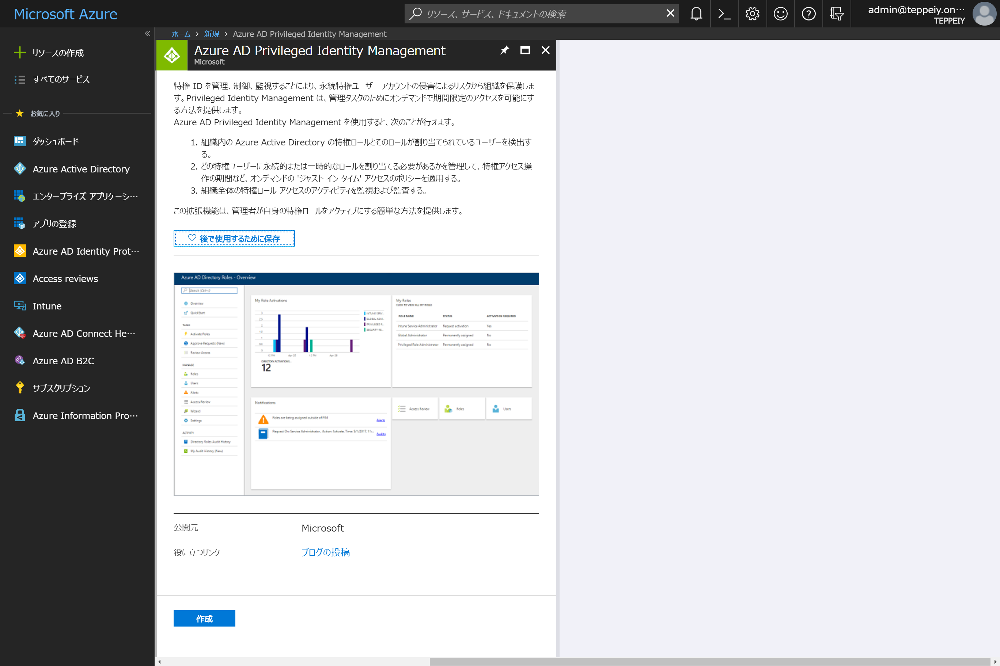 Microsoft Azure
リソース、サービス、ドキュメントの検索
admin@teppeiy.on…
TEPPEIY
ホーム > 新規 > Azure AD Privileged Identity Management
リソースの作成
すべてのサービス
お気に入り
ダッシュボード
Azure Active Directory
エンタープライズ アプリケーシ…
アプリの登録
Azure AD Identity Prot…
Access reviews
Intune
Azure AD Connect He…
Azure AD B2C
サブスクリプション
Azure Information Pro…
Azure AD Privileged Identity Management
Microsoft
特権 ID を管理、制御、監視することにより、永続特権ユーザー アカウントの侵害によるリスクから組織を保護しま
す。Privileged Identity Management は、管理タスクのためにオンデマンドで期間限定のアクセスを可能にす
る方法を提供します。
Azure AD Privileged Identity Management を使用すると、次のことが行えます。
1. 組織内の Azure Active Directory の特権ロールとそのロールが割り当てられているユーザーを検出す
る。
2. どの特権ユーザーに永続的または一時的なロールを割り当てる必要があるかを管理して、特権アクセス操
作の期間など、オンデマンドの 'ジャスト イン タイム' アクセスのポリシーを適用する。
3. 組織全体の特権ロール アクセスのアクティビティを監視および監査する。
この拡張機能は、管理者が自身の特権ロールをアクティブにする簡単な方法を提供します。
後で使用するために保存
Azure AD Directory Roles - Overview
Search (Ctrl+/)
Overview
QuickStart
TASKS
Activate Roles
Approve Requests (New)
Review Access
MANAGE
Roles
Users
Alerts
Access Review
Wizard
Settings
ACTIVITY
Directory Roles Audit History
My Audit History (New)
My Role Activations
3
2.5
2
1.5
1
0.5
0
12 PM Apr 25 12 PM Apr 26
INTUNE SERV...
GLOBAL ADM...
PRIVILEGED R...
SECURITY RE...
DIRECTORY ACTIVATIONS...
12
My Roles
CLICK TO VIEW ALL MY ROLES
ROLE NAME STATUS ACTIVATION REQUIRED
Intune Service Administrator Request activation Yes
Global Administrator Permanently assigned No
Privileged Role Administrator Permanently assigned No
Notifications
Roles are being assigned outside of PIM Alerts
Request On: Service Administrator , Action: Activate, Time: 5/1/2017, 11:... Audits
Access Review
Roles
Users
公開元 Microsoft
役に立つリンク ブログの投稿
作成